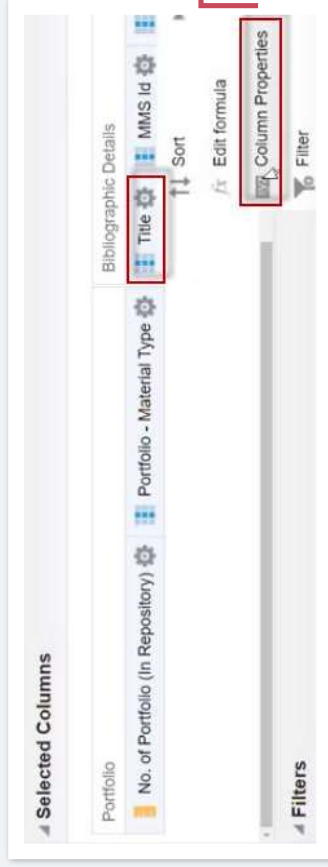 Selected Columns
Portfolio
Bibliographic Details
No. of Portfolio (In Repository)
Portfolio - Material Type
Title
MMS Id
Sort
fx Edit formula
Column Properties
Filter
Filters